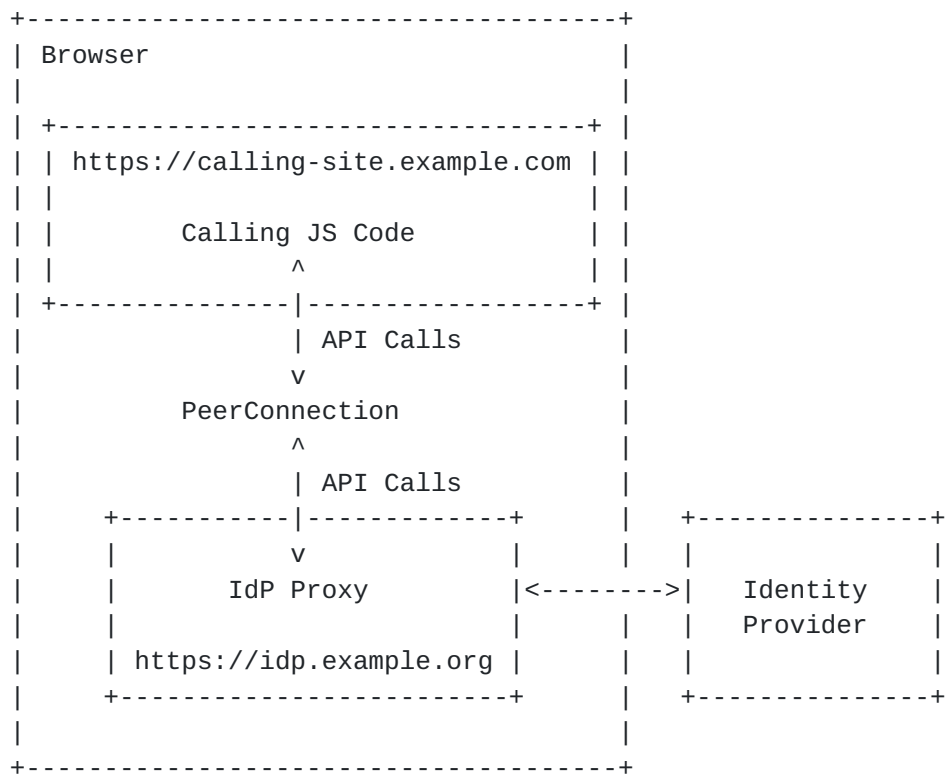 Browser
https://calling-site.example.com
Calling JS Code
API Calls
PeerConnection
API Calls
IdP Proxy
Identity
Provider
https://idp.example.org